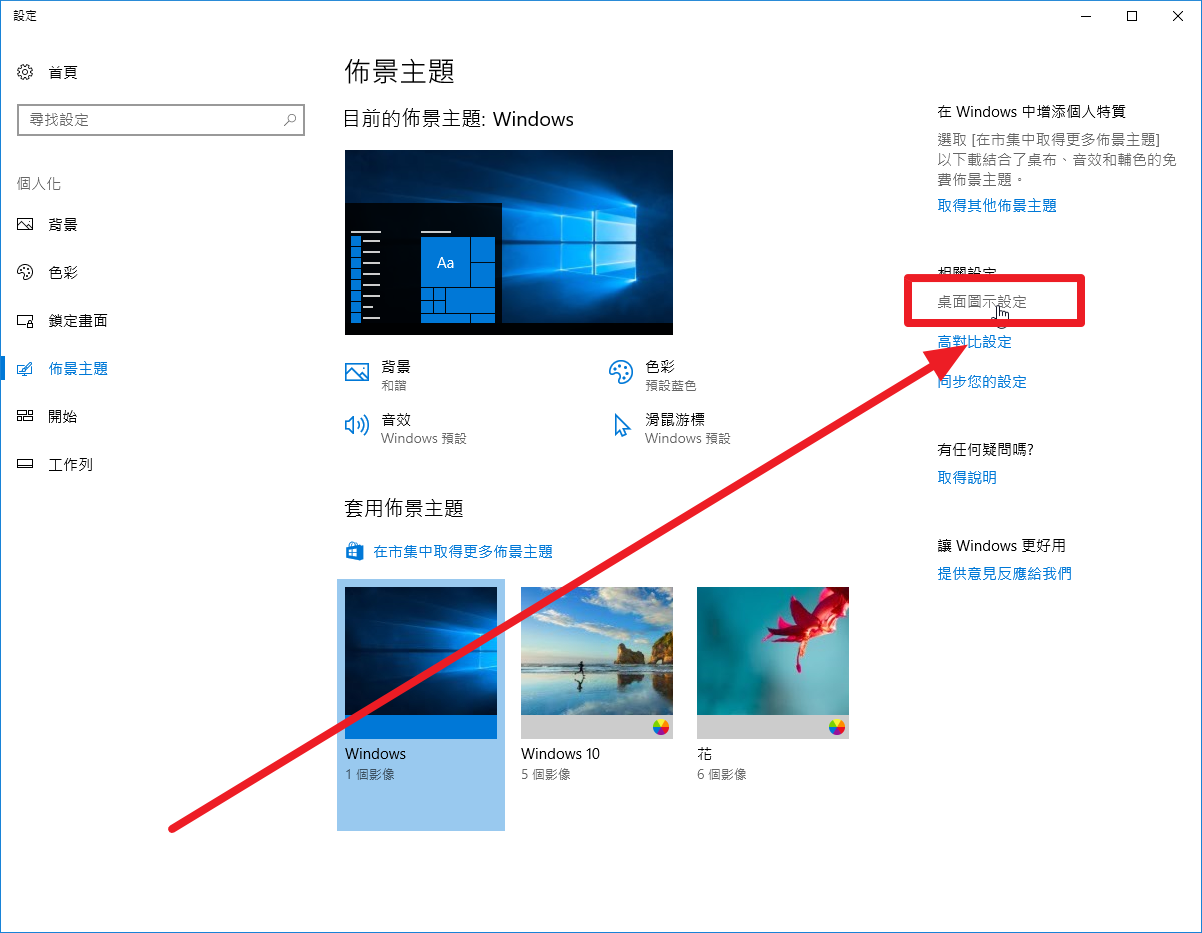 設定
首頁
尋找設定
個人化
背景
色彩
鎖定畫面
佈景主題
開始
工作列
佈景主題
目前的佈景主題: Windows
Aa
背景
和諧
色彩
預設藍色
音效
Windows 預設
滑鼠游標
Windows 預設
套用佈景主題
在市集中取得更多佈景主題
Windows
1 個影像
Windows 10
5 個影像
花
6 個影像
在 Windows 中增添個人特質
選取 [在市集中取得更多佈景主題]
以下載結合了桌布、音效和輔色的免
費佈景主題。
取得其他佈景主題
相關設定
桌面圖示設定
高對比設定
同步您的設定
有任何疑問嗎?
取得說明
讓 Windows 更好用
提供意見反應給我們